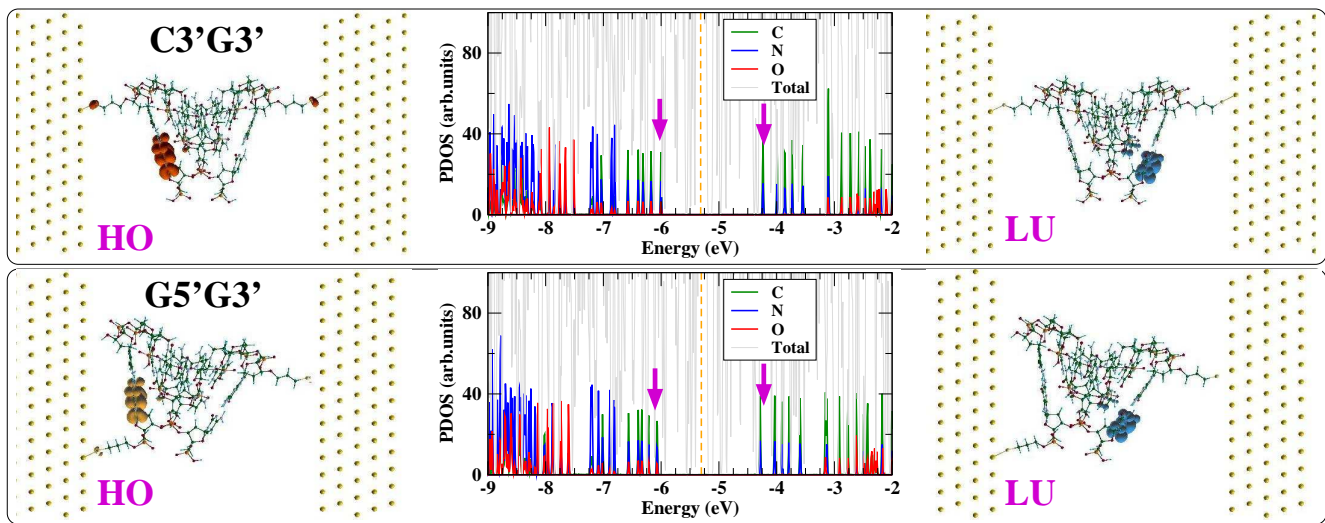 C3'G3'
HO
PDOS (arb.units)
80
40
0
C
N
O
Total
-9 -8 -7 -6 -5 -4 -3 -2
Energy (eV)
LU
G5'G3'
HO
PDOS (arb.units)
80
40
0
C
N
O
Total
-9 -8 -7 -6 -5 -4 -3 -2
Energy (eV)
LU